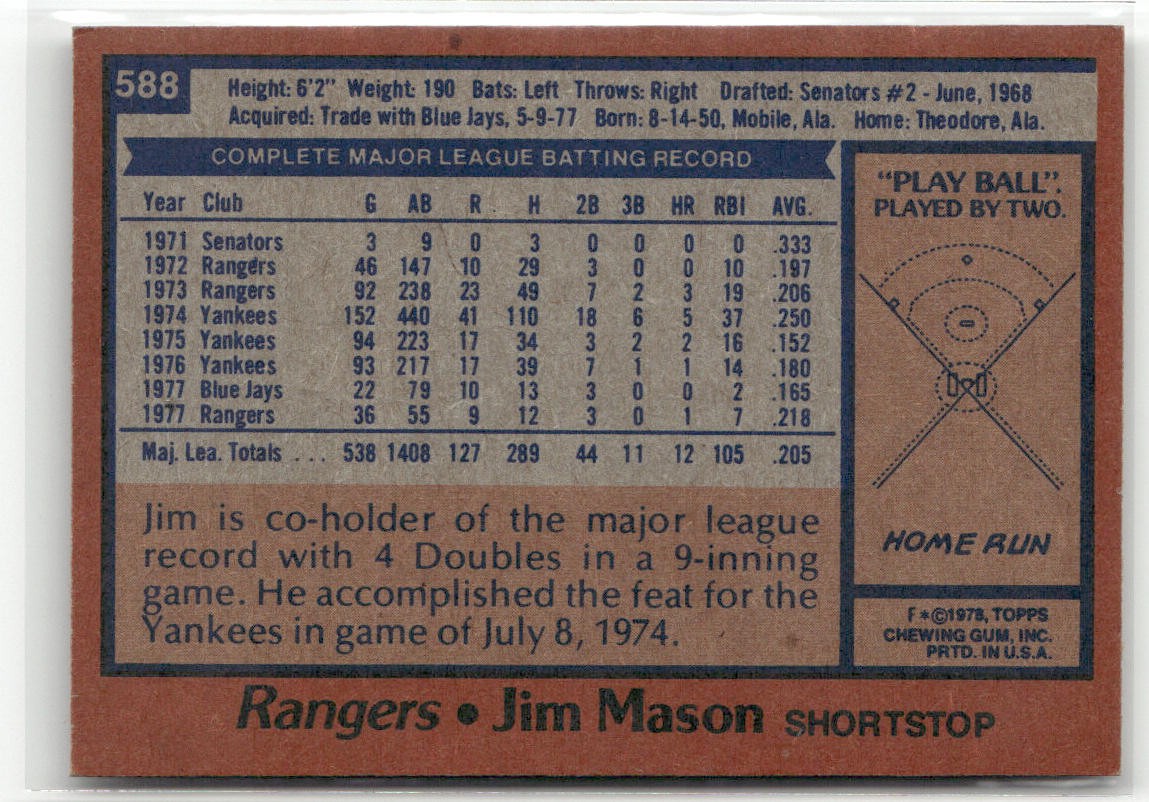 588
Height: 6'2" Weight: 190 Bats: Left Throws: Right Drafted: Senators #2 - June, 1968
Acquired: Trade with Blue Jays, 5-9-77 Born: 8-14-50, Mobile, Ala. Home: Theodore, Ala.
COMPLETE MAJOR LEAGUE BATTING RECORD
Year Club G AB R H 2B 3B HR RBI AVG.
1971 Senators 3 9 0 3 0 0 0 0 .333
1972 Rangers 46 147 10 29 3 0 0 10 .197
1973 Rangers 92 238 23 49 7 2 3 19 .206
1974 Yankees 152 440 41 110 18 6 5 37 .250
1975 Yankees 94 223 17 34 3 2 2 16 .152
1976 Yankees 93 217 17 39 7 1 1 14 .180
1977 Blue Jays 22 79 10 13 3 0 0 2 .165
1977 Rangers 36 55 9 12 3 0 1 7 .218
Maj. Lea. Totals ... 538 1408 127 289 44 11 12 105 .205
Jim is co-holder of the major league
record with 4 Doubles in a 9-inning
game. He accomplished the feat for the
Yankees in game of July 8, 1974.
"PLAY BALL".
PLAYED BY TWO.
HOME RUN
F*©1978, TOPPS
CHEWING GUM, INC.
PRTD. IN U.S.A.
Rangers • Jim Mason SHORTSTOP